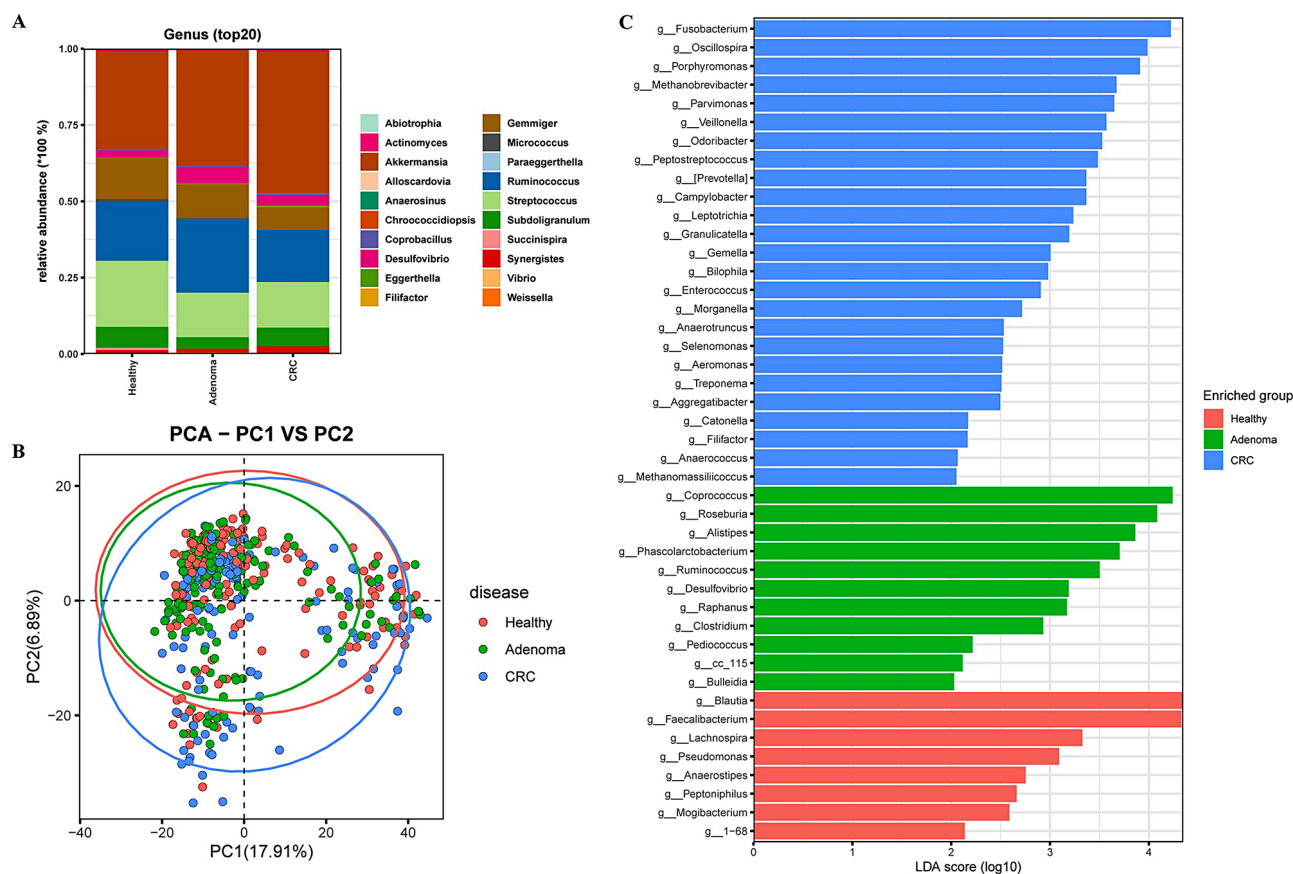 A
Genus (top20)
relative abundance (*100 %)
1.00
0.75
0.50
0.25
0.00
Healthy
Adenoma
CRC
Abiotrophia
Actinomyces
Akkermansia
Alloscardovia
Anaerosinus
Chroococcidiopsis
Coprobacillus
Desulfovibrio
Eggerthella
Filifactor
Gemmiger
Micrococcus
Paraeggerthella
Ruminococcus
Streptococcus
Subdoligranulum
Succinispira
Synergistes
Vibrio
Weissella
B
PCA − PC1 VS PC2
PC2(6.89%)
20
0
−20
−40
−20
0
20
40
PC1(17.91%)
disease
Healthy
Adenoma
CRC
C
g__Fusobacterium
g__Oscillospira
g__Porphyromonas
g__Methanobrevibacter
g__Parvimonas
g__Veillonella
g__Odoribacter
g__Peptostreptococcus
g__[Prevotella]
g__Campylobacter
g__Leptotrichia
g__Granulicatella
g__Gemella
g__Bilophila
g__Enterococcus
g__Morganella
g__Anaerotruncus
g__Selenomonas
g__Aeromonas
g__Treponema
g__Aggregatibacter
g__Catonella
g__Filifactor
g__Anaerococcus
g__Methanomassiliicoccus
g__Coprococcus
g__Roseburia
g__Alistipes
g__Phascolarctobacterium
g__Ruminococcus
g__Desulfovibrio
g__Raphanus
g__Clostridium
g__Pediococcus
g__cc_115
g__Bulleidia
g__Blautia
g__Faecalibacterium
g__Lachnospira
g__Pseudomonas
g__Anaerostipes
g__Peptoniphilus
g__Mogibacterium
g__1−68
0
1
2
3
4
LDA score (log10)
Enriched group
Healthy
Adenoma
CRC